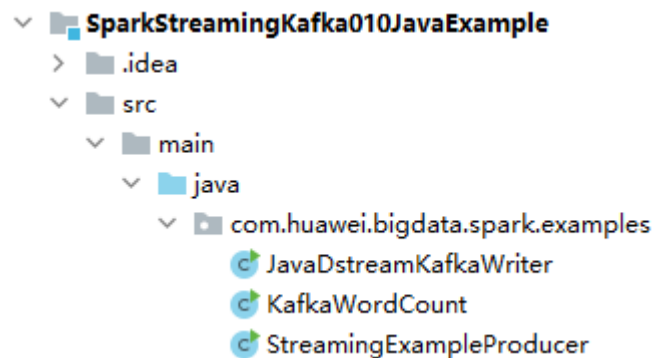 SparkStreamingKafka010JavaExample
.idea
src
main
java
com.huawei.bigdata.spark.examples
JavaDstreamKafkaWriter
KafkaWordCount
StreamingExampleProducer